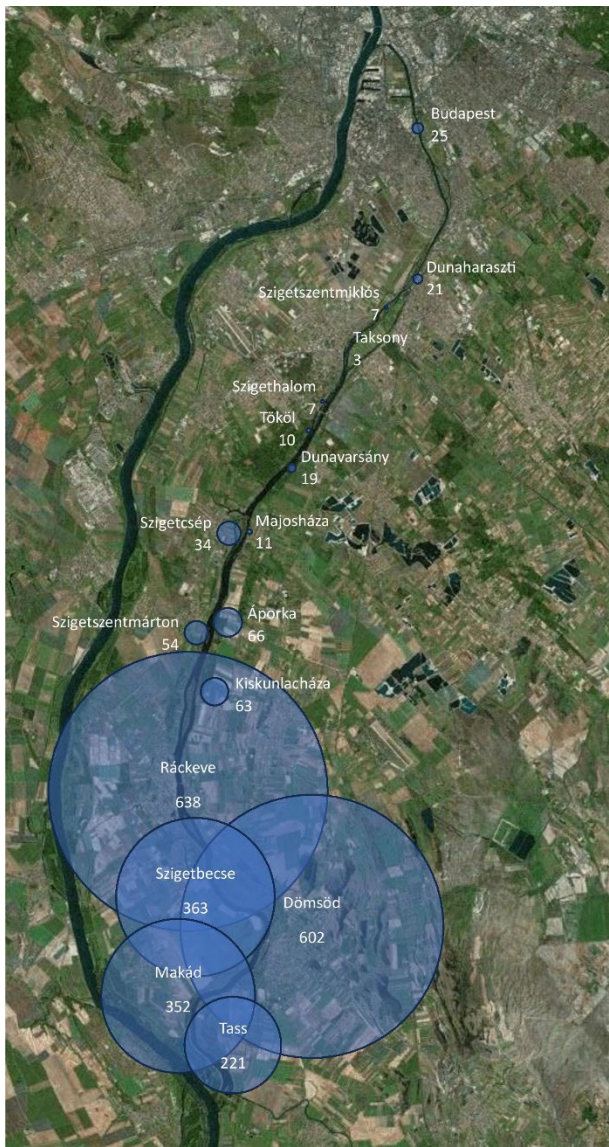 Budapest
25
Dunaharaszti
21
Szigetszentmiklós
7
Taksony
3
Szigethalom
7
Tököl
10
Dunavarsány
19
Szigetcsép
34
Majosháza
11
Áporka
66
Szigetszentmárton
54
Kiskunlacháza
63
Ráckeve
638
Szigetbecse
363
Dömsöd
602
Makád
352
Tass
221